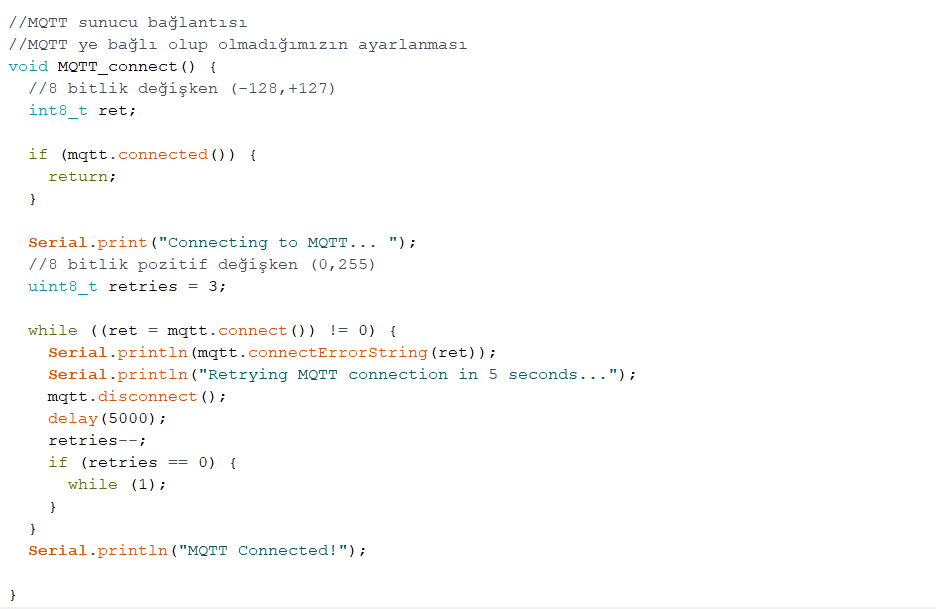 //MQTT sunucu bağlantısı
//MQTT ye bağlı olup olmadığımızın ayarlanması
void MQTT_connect() {
//8 bitlik değişken (-128,+127)
int8_t ret;
if (mqtt.connected()) {
return;
}
Serial.print("Connecting to MQTT... ");
//8 bitlik pozitif değişken (0,255)
uint8_t retries = 3;
while ((ret = mqtt.connect()) != 0) {
Serial.println(mqtt.connectErrorString(ret));
Serial.println("Retrying MQTT connection in 5 seconds...");
mqtt.disconnect();
delay(5000);
retries--;
if (retries == 0) {
while (1);
}
}
Serial.println("MQTT Connected!");
}